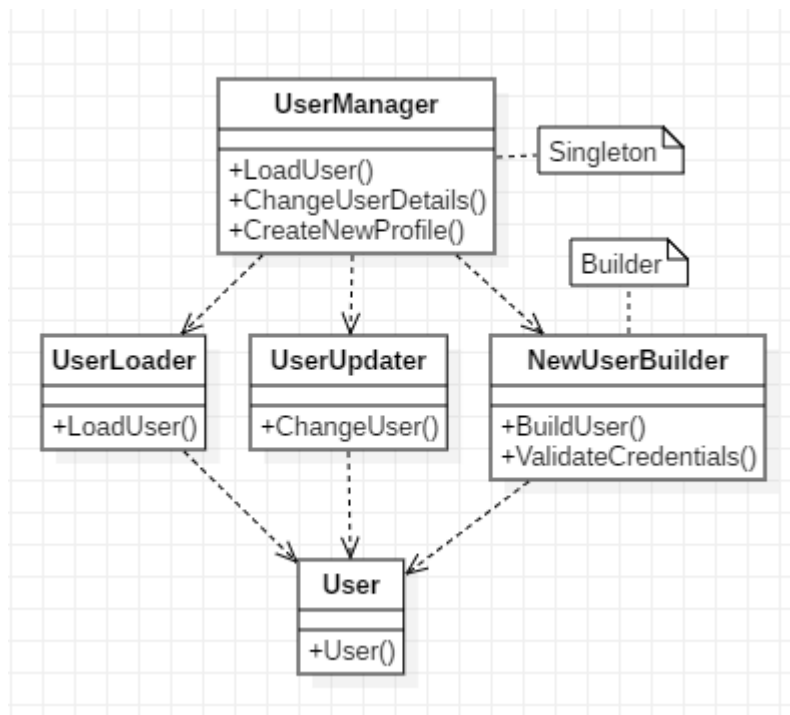 UserManager
+LoadUser()
+ChangeUserDetails()
+CreateNewProfile()
Singleton
Builder
UserLoader
+LoadUser()
UserUpdater
+ChangeUser()
NewUserBuilder
+BuildUser()
+ValidateCredentials()
User
+User()